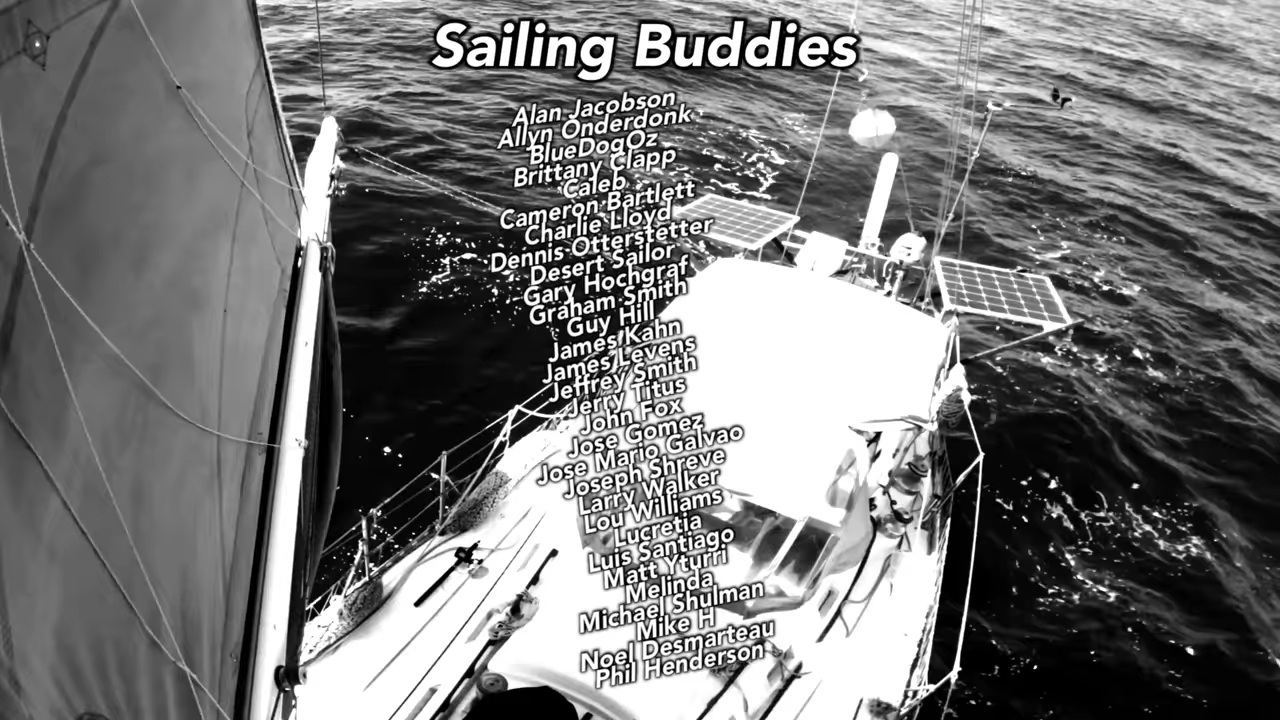 Sailing Buddies
Alan Jacobson
Allyn Onderdonk
BlueDogOz
Brittany Clapp
Caleb
Cameron Bartlett
Charlie Lloyd
Dennis Otterstetter
Desert Sailor
Gary Hochgraf
Graham Smith
Guy Hill
James Kahn
James Levens
Jeffrey Smith
Jerry Titus
John Fox
Jose Gomez
Jose Mario Galvao
Joseph Shreve
Larry Walker
Lou Williams
Lucretia
Luis Santiago
Matt Yturri
Melinda
Michael Shulman
Mike H
Noel Desmarteau
Phil Henderson